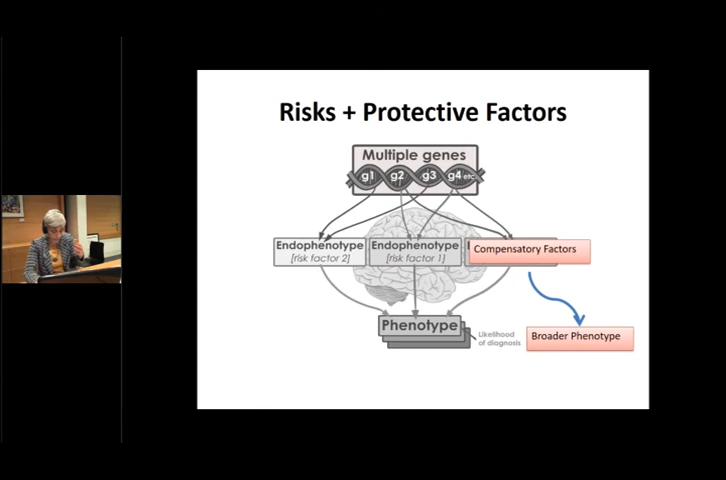 Risks + Protective Factors
Multiple genes
g1 g2 g3 g4 etc
Endophenotype
[risk factor 2]
Endophenotype
[risk factor 1]
Compensatory Factors
Phenotype
Likelihood
of diagnosis
Broader Phenotype